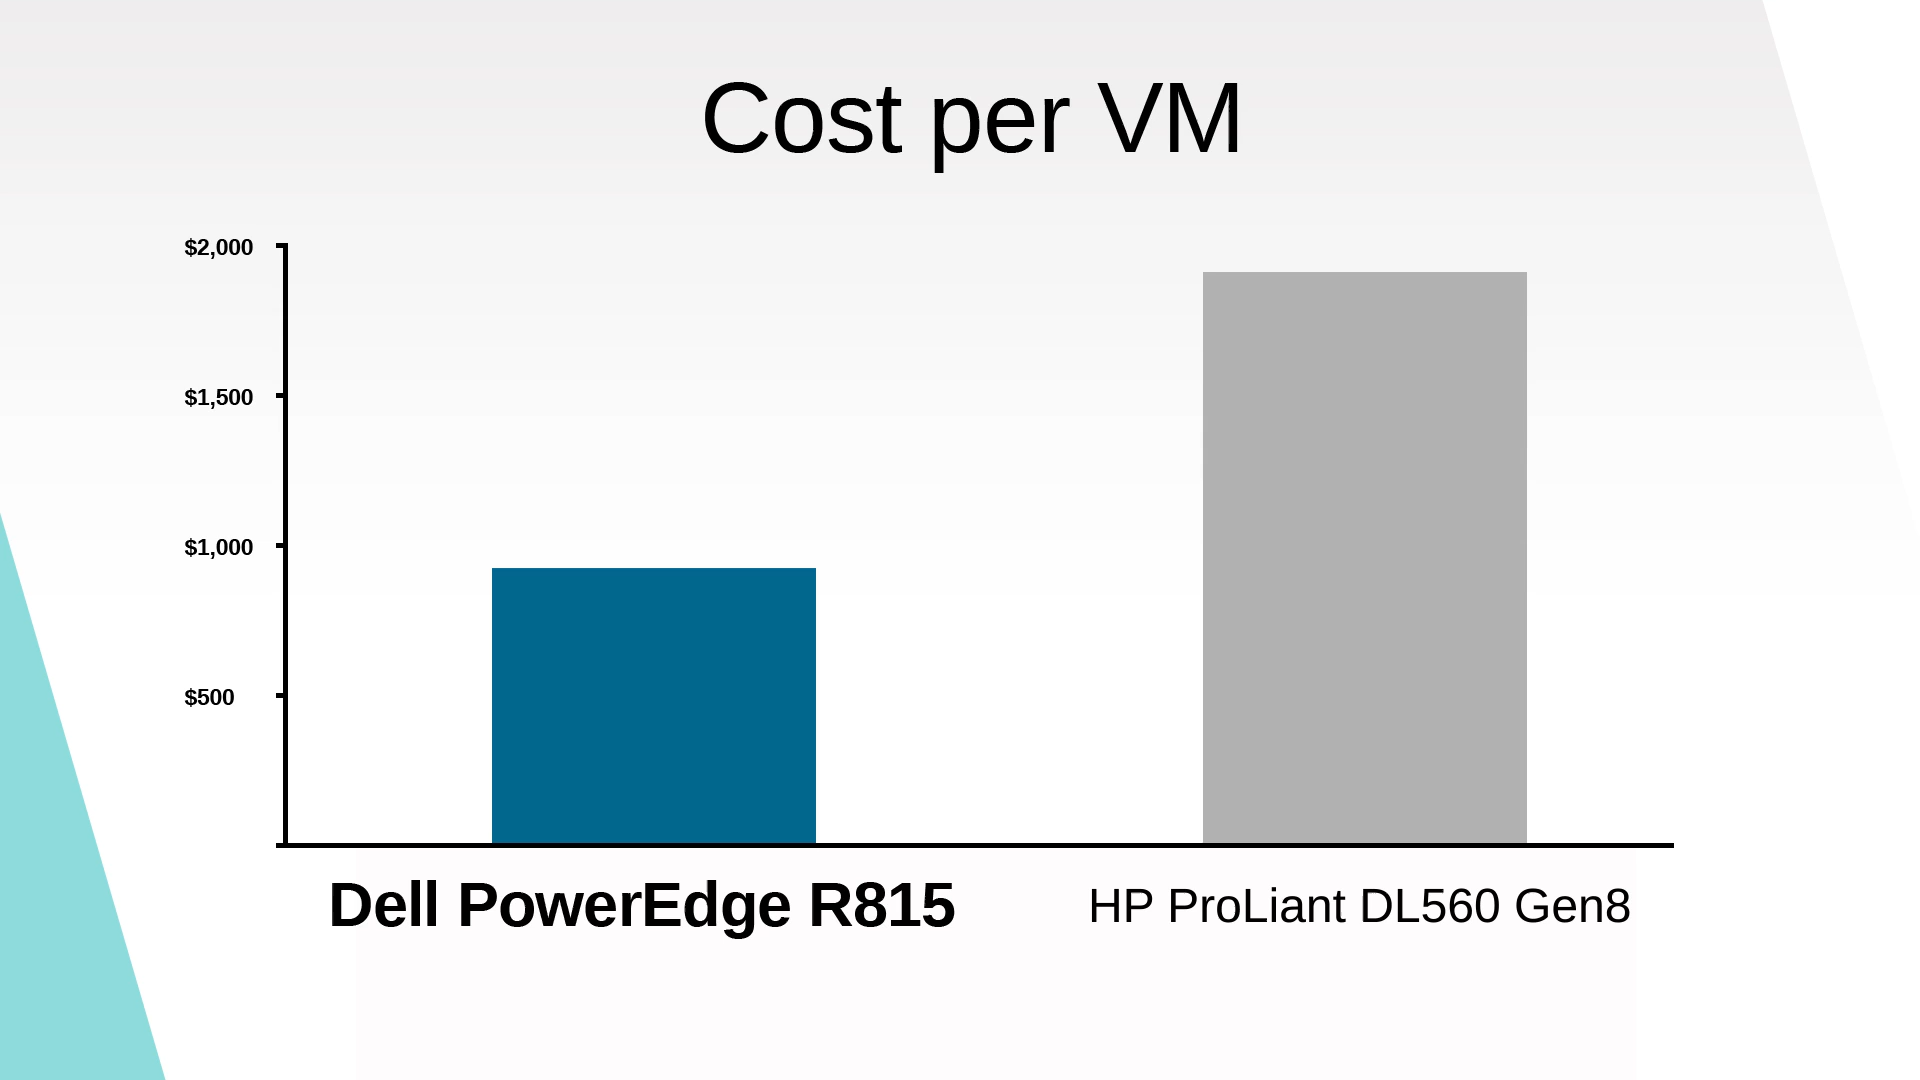 Cost per VM
$2,000
$1,500
$1,000
$500
Dell PowerEdge R815
HP ProLiant DL560 Gen8